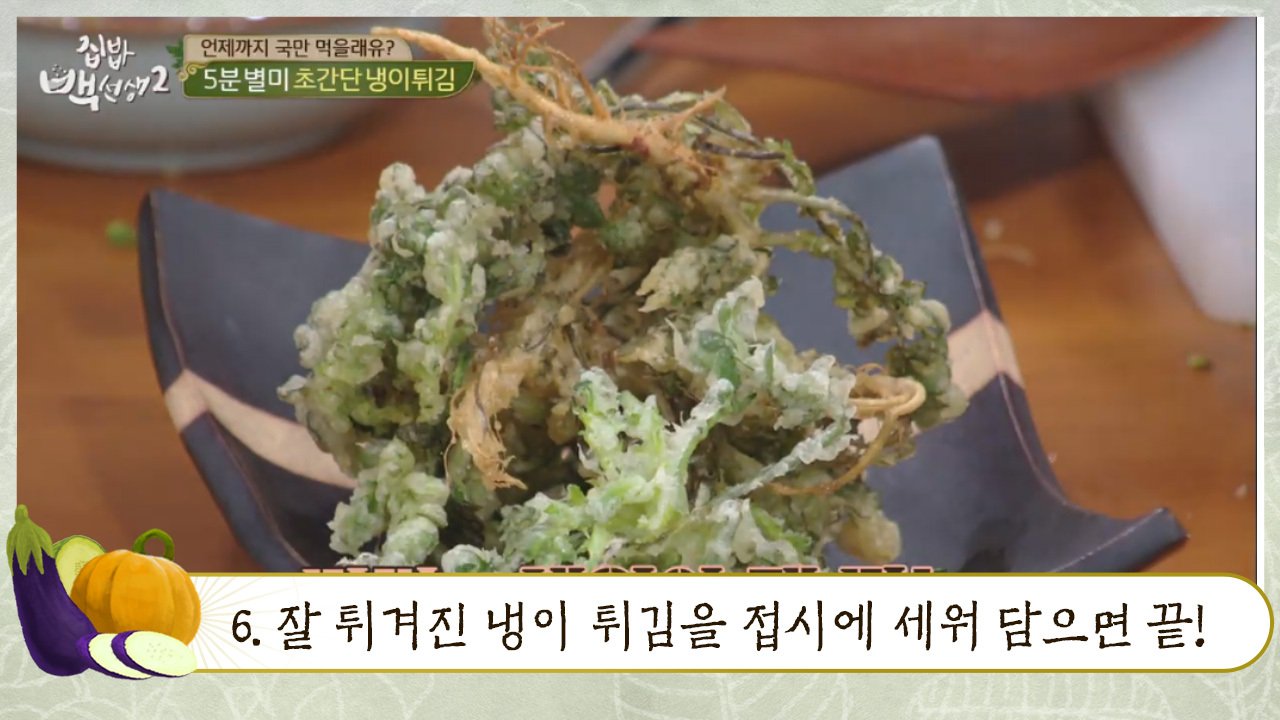 집밥
백선생2
언제까지 국만 먹을래유?
5분 별미 초간단 냉이튀김
6. 잘 튀겨진 냉이 튀김을 접시에 세워 담으면 끝!